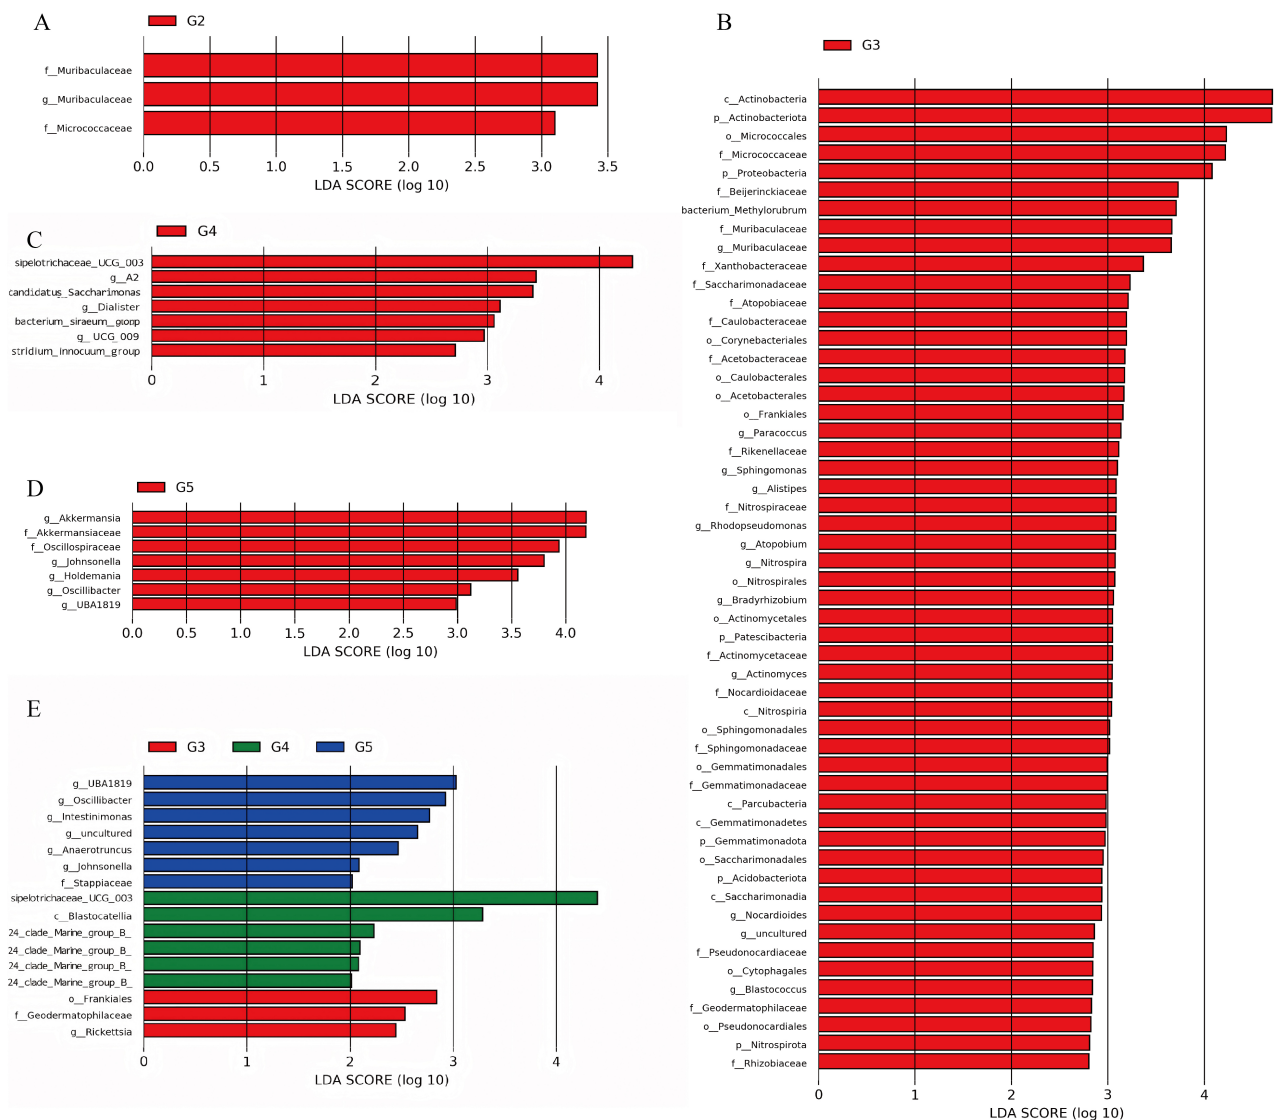 A
G2
f__Muribaculaceae
g__Muribaculaceae
f__Micrococcaceae
0.0 0.5 1.0 1.5 2.0 2.5 3.0 3.5
LDA SCORE (log 10)
C
G4
sipelotrichaceae_UCG_003
g__A2
candidatus_Saccharimonas
g__Dialister
bacterium_siraeum_group
g__UCG_009
stridium_innocuum_group
0 1 2 3 4
LDA SCORE (log 10)
D
G5
g__Akkermansia
f__Akkermansiaceae
f__Oscillospiraceae
g__Johnsonella
g__Holdemania
g__Oscillibacter
g__UBA1819
0.0 0.5 1.0 1.5 2.0 2.5 3.0 3.5 4.0
LDA SCORE (log 10)
E
G3 G4 G5
g__UBA1819
g__Oscillibacter
g__Intestinimonas
g__uncultured
g__Anaerotruncus
g__Johnsonella
f__Stappiaceae
sipelotrichaceae_UCG_003
c__Blastocatellia
24_clade_Marine_group_B_
24_clade_Marine_group_B_
24_clade_Marine_group_B_
24_clade_Marine_group_B_
o__Frankiales
f__Geodermatophilaceae
g__Rickettsia
0 1 2 3 4
LDA SCORE (log 10)
B
G3
c__Actinobacteria
p__Actinobacteriota
o__Micrococcales
f__Micrococcaceae
p__Proteobacteria
f__Beijerinckiaceae
bacterium_Methylorubrum
f__Muribaculaceae
g__Muribaculaceae
f__Xanthobacteraceae
f__Saccharimonadaceae
f__Atopobiaceae
f__Caulobacteraceae
o__Corynebacteriales
f__Acetobacteraceae
o__Caulobacterales
o__Acetobacterales
o__Frankiales
g__Paracoccus
f__Rikenellaceae
g__Sphingomonas
g__Alistipes
f__Nitrospiraceae
g__Rhodopseudomonas
g__Atopobium
g__Nitrospira
o__Nitrospirales
g__Bradyrhizobium
o__Actinomycetales
p__Patescibacteria
f__Actinomycetaceae
g__Actinomyces
f__Nocardioidaceae
c__Nitrospiria
o__Sphingomonadales
f__Sphingomonadaceae
o__Gemmatimonadales
f__Gemmatimonadaceae
c__Parcubacteria
c__Gemmatimonadetes
p__Gemmatimonadota
o__Saccharimonadales
p__Acidobacteriota
c__Saccharimonadia
g__Nocardioides
g__uncultured
f__Pseudonocardiaceae
o__Cytophagales
g__Blastococcus
f__Geodermatophilaceae
o__Pseudonocardiales
p__Nitrospirota
f__Rhizobiaceae
0 1 2 3 4
LDA SCORE (log 10)